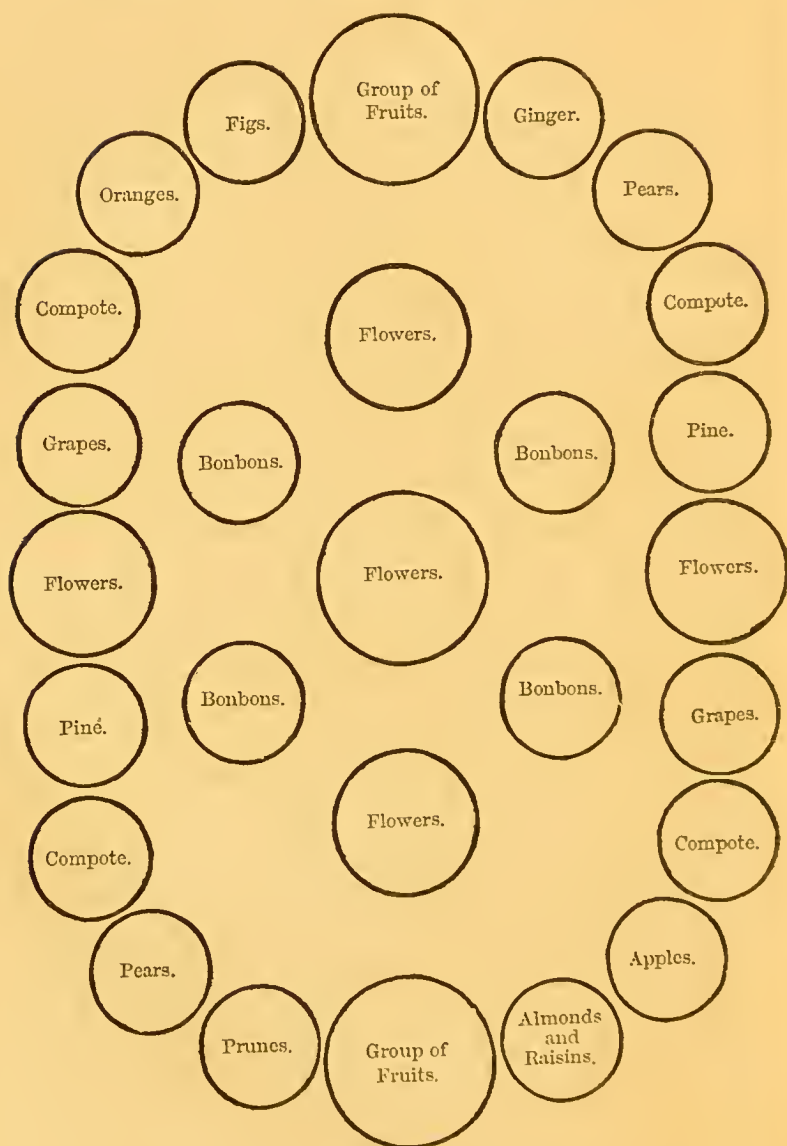 Group of
Fruits.
Figs.
Ginger.
Oranges.
Pears.
Compote.
Compote.
Flowers.
Grapes.
Pine.
Bonbons.
Bonbons.
Flowers.
Flowers.
Flowers.
Bonbons.
Bonbons.
Piné.
Grapes.
Flowers.
Compote.
Compote.
Pears.
Apples.
Prunes.
Group of
Fruits.
Almonds
and
Raisins.